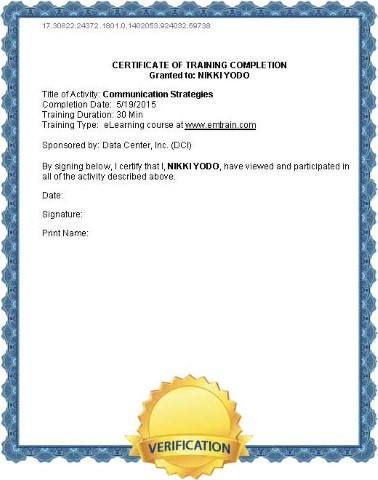 17.30822.24372.1801.0.1402053.924032.59738
CERTIFICATE OF TRAINING COMPLETION
Granted to: NIKKI YODO
Title of Activity: Communication Strategies
Completion Date: 5/19/2015
Training Duration: 30 Min
Training Type: eLearning course at www.emtrain.com
Sponsored by: Data Center, Inc. (DCI)
By signing below, I certify that I, NIKKI YODO, have viewed and participated in
all of the activity described above.
Date:
Signature:
Print Name:
VERIFICATION